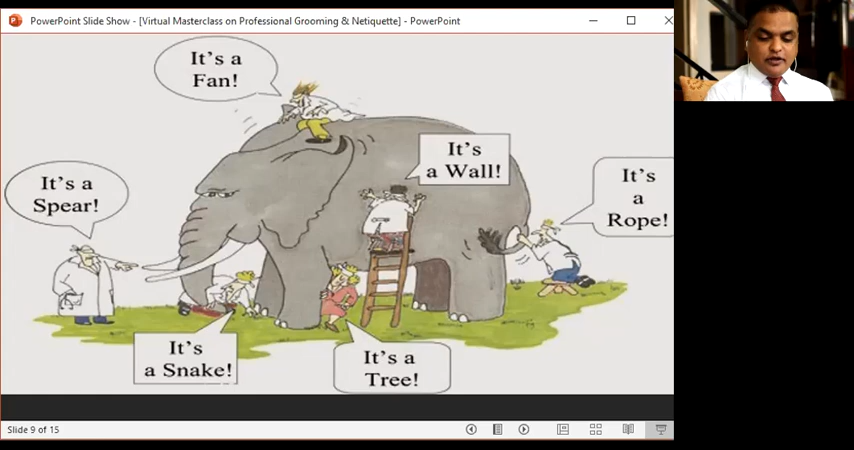 PowerPoint Slide Show - [Virtual Masterclass on Professional Grooming & Netiquette] - PowerPoint
It's a
Fan!
It's
a Wall!
It's a
Spear!
It's
a
Rope!
It's
a Snake!
It's a
Tree!
Slide 9 of 15